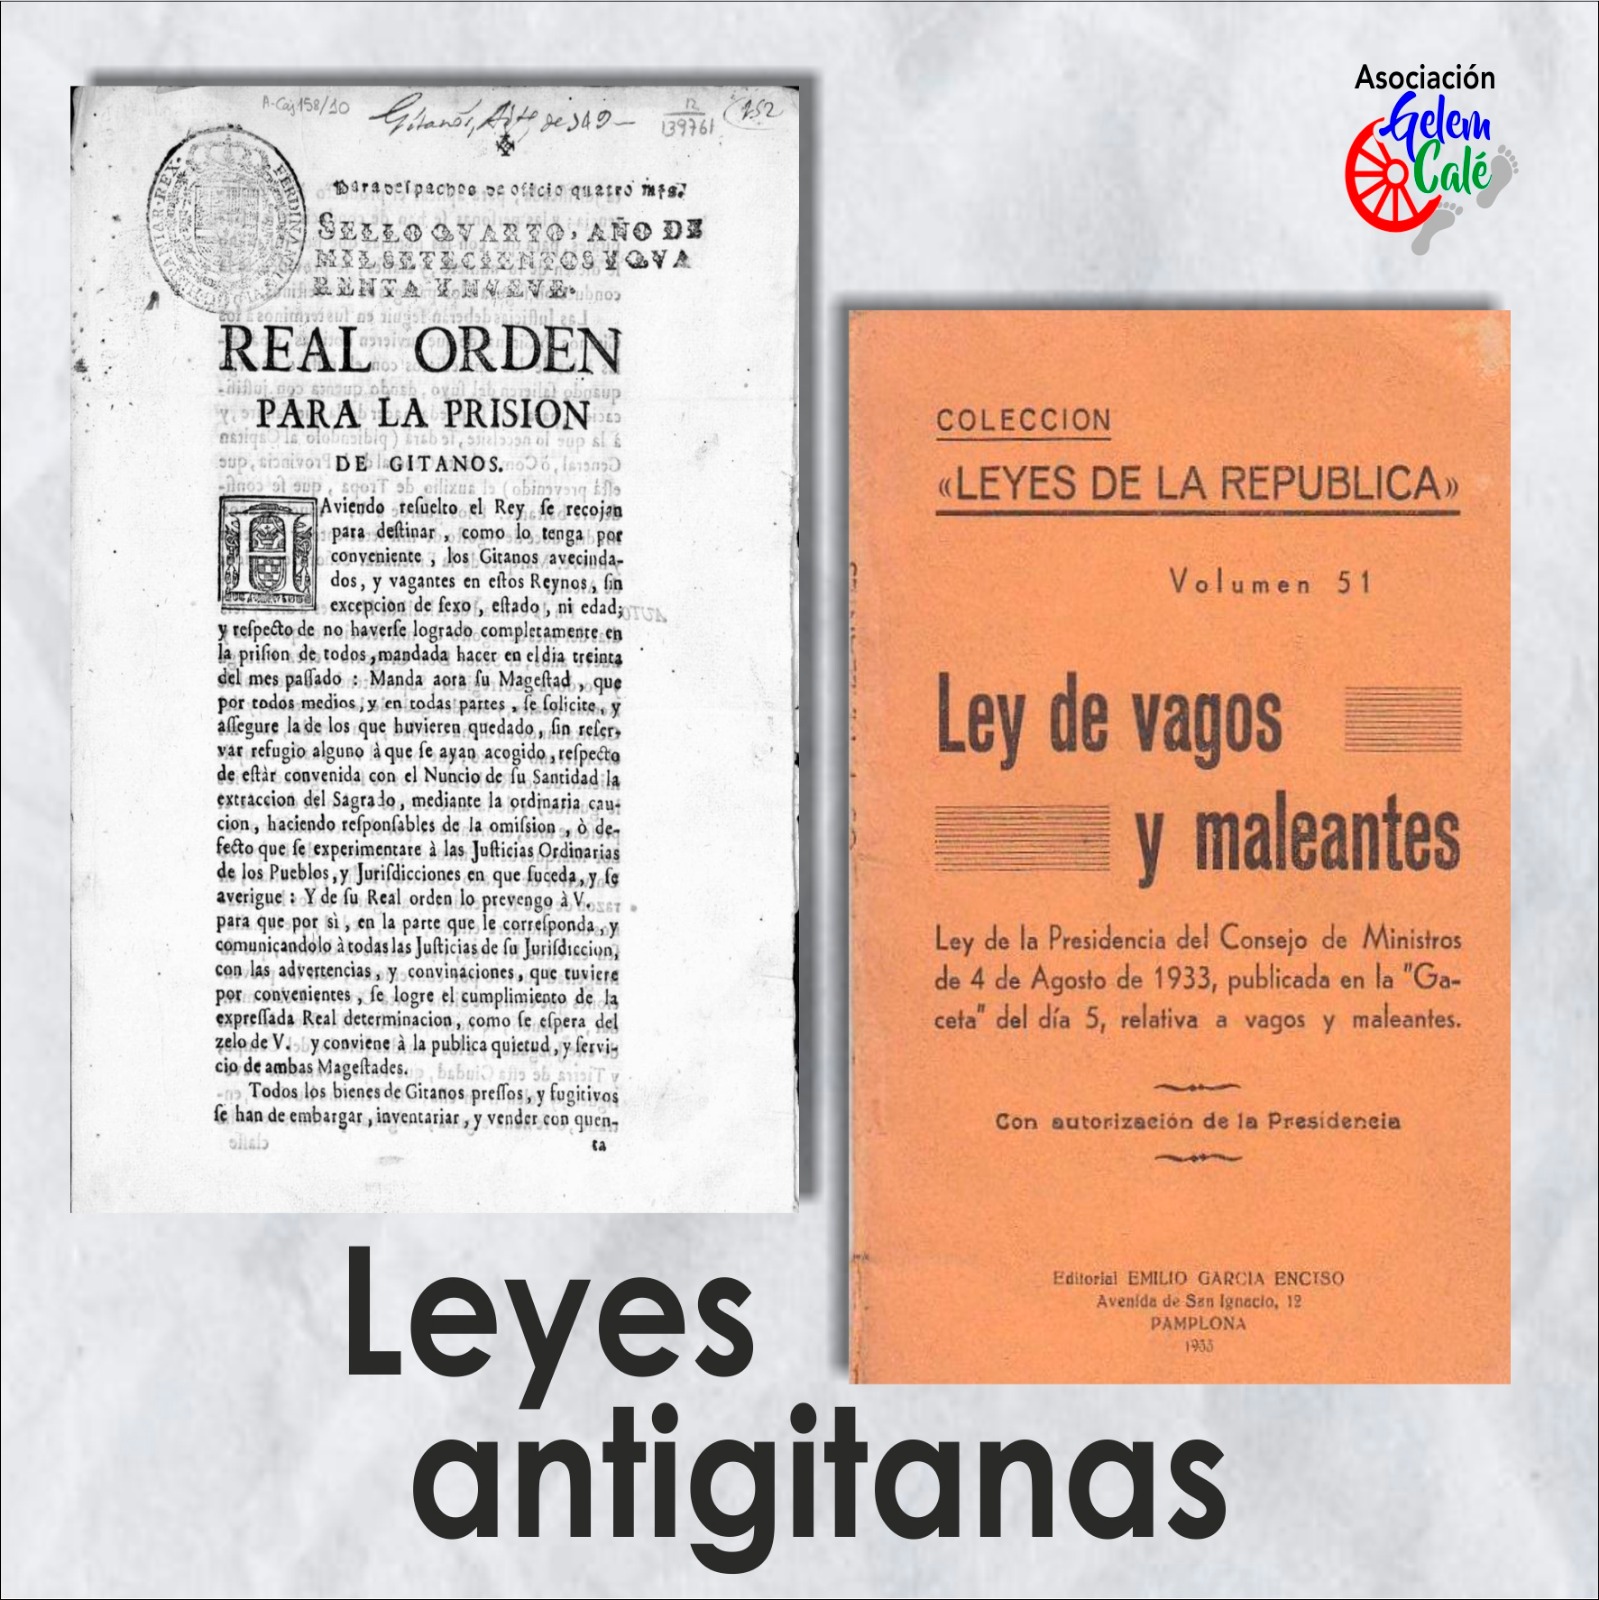 Asociación
Gelem
Calé
A-Caj 158/10
Gitanos,
12
139761
252
Para despachos de oficio quatro mrs.
SELLO QVARTO, AÑO DE
MIL SETECIENTOS Y QVA
RENTA Y NVEVE.
REAL ORDEN
PARA LA PRISION
DE GITANOS.
HAviendo reſuelto el Rey ſe recojan
para deſtinar, como lo tenga por
conveniente, los Gitanos avecinda-
dos, y vagantes en eſtos Reynos, ſin
excepcion de ſexo, eſtado, ni edad;
y reſpecto de no haverſe logrado completamente en
la priſion de todos, mandada hacer en el dia treinta
del mes paſſado : Manda aora ſu Mageſtad, que
por todos medios, y en todas partes, ſe ſolicite, y
aſſegure la de los que huvieren quedado, ſin reſer-
var refugio alguno à que ſe ayan acogido, reſpecto
de eſtàr convenida con el Nuncio de ſu Santidad la
extraccion del Sagrado, mediante la ordinaria cau-
cion, haciendo reſponſables de la omiſsion, ò de-
fecto que ſe experimentare à las Juſticias Ordinarias
de los Pueblos, y Juriſdicciones en que ſuceda, y ſe
averigue : Y de ſu Real orden lo prevengo à V.
para que por sì, en la parte que le correſponda, y
comunicandolo à todas las Juſticias de ſu Juriſdiccion,
con las advertencias, y convinaciones, que tuviere
por convenientes, ſe logre el cumplimiento de la
expreſſada Real determinacion, como ſe eſpera del
zelo de V. y conviene à la publica quietud, y ſervi-
cio de ambas Mageſtades.
Todos los bienes de Gitanos preſſos, y fugitivos
ſe han de embargar, inventariar, y vender con quen-
ta
COLECCION
«LEYES DE LA REPUBLICA»
Volumen 51
Ley de vagos
y maleantes
Ley de la Presidencia del Consejo de Ministros
de 4 de Agosto de 1933, publicada en la "Ga-
ceta" del día 5, relativa a vagos y maleantes.
Con autorización de la Presidencia
Editorial EMILIO GARCIA ENCISO
Avenida de San Ignacio, 12
PAMPLONA
1933
Leyes
antigitanas